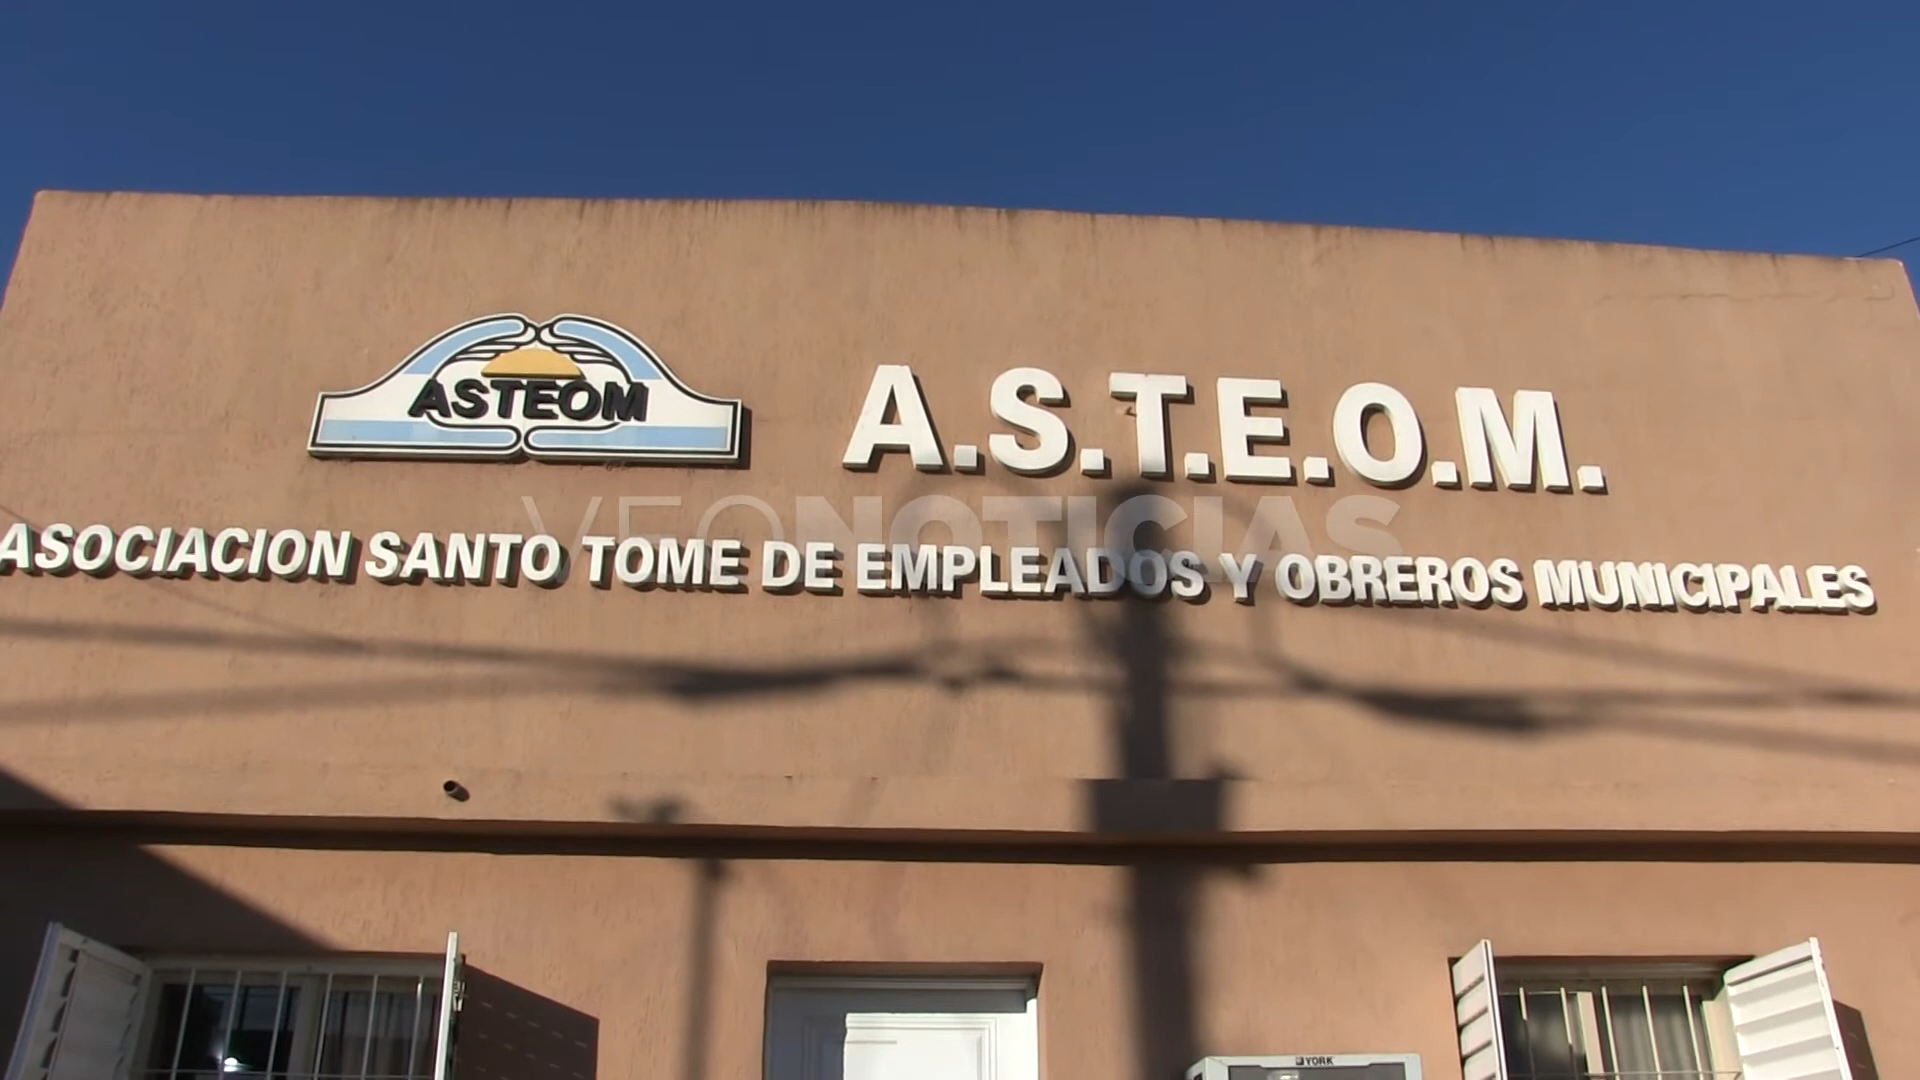 ASTEOM
A.S.T.E.O.M.
VEONOTICIAS
ASOCIACION SANTO TOME DE EMPLEADOS Y OBREROS MUNICIPALES
YORK